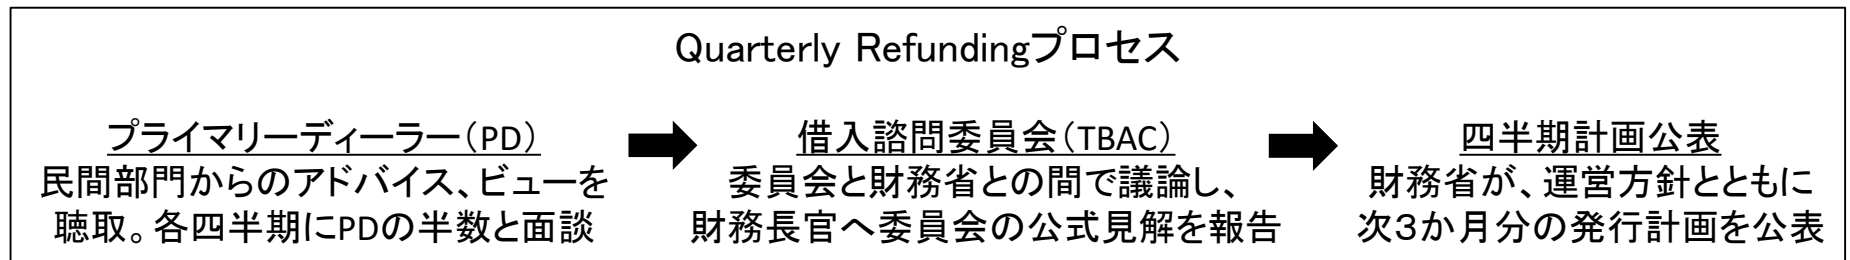 Quarterly Refundingプロセス
プライマリーディーラー(PD)
民間部門からのアドバイス、ビューを
聴取。各四半期にPDの半数と面談
借入諮問委員会(TBAC)
委員会と財務省との間で議論し、
財務長官へ委員会の公式見解を報告
四半期計画公表
財務省が、運営方針とともに
次3か月分の発行計画を公表